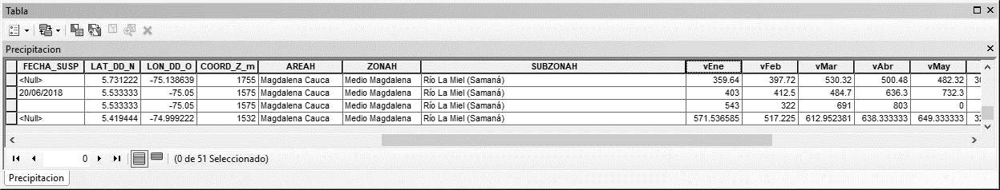 Tabla
Precipitacion
FECHA_SUSP LAT_DD_N LON_DD_O COORD_Z_m AREAH ZONAH SUBZONAH vEne vFeb vMar vAbr vMay
<Null> 5.731222 -75.138639 1755 Magdalena Cauca Medio Magdalena Río La Miel (Samaná) 359.64 397.72 530.32 500.48 482.32
20/06/2018 5.533333 -75.05 1575 Magdalena Cauca Medio Magdalena Río La Miel (Samaná) 403 412.5 484.7 636.3 732.3
5.533333 -75.05 1575 Magdalena Cauca Medio Magdalena Río La Miel (Samaná) 543 322 691 803 0
<Null> 5.419444 -74.999222 1532 Magdalena Cauca Medio Magdalena Río La Miel (Samaná) 571.536585 517.225 612.952381 638.333333 649.333333
0 (0 de 51 Seleccionado)
Precipitacion